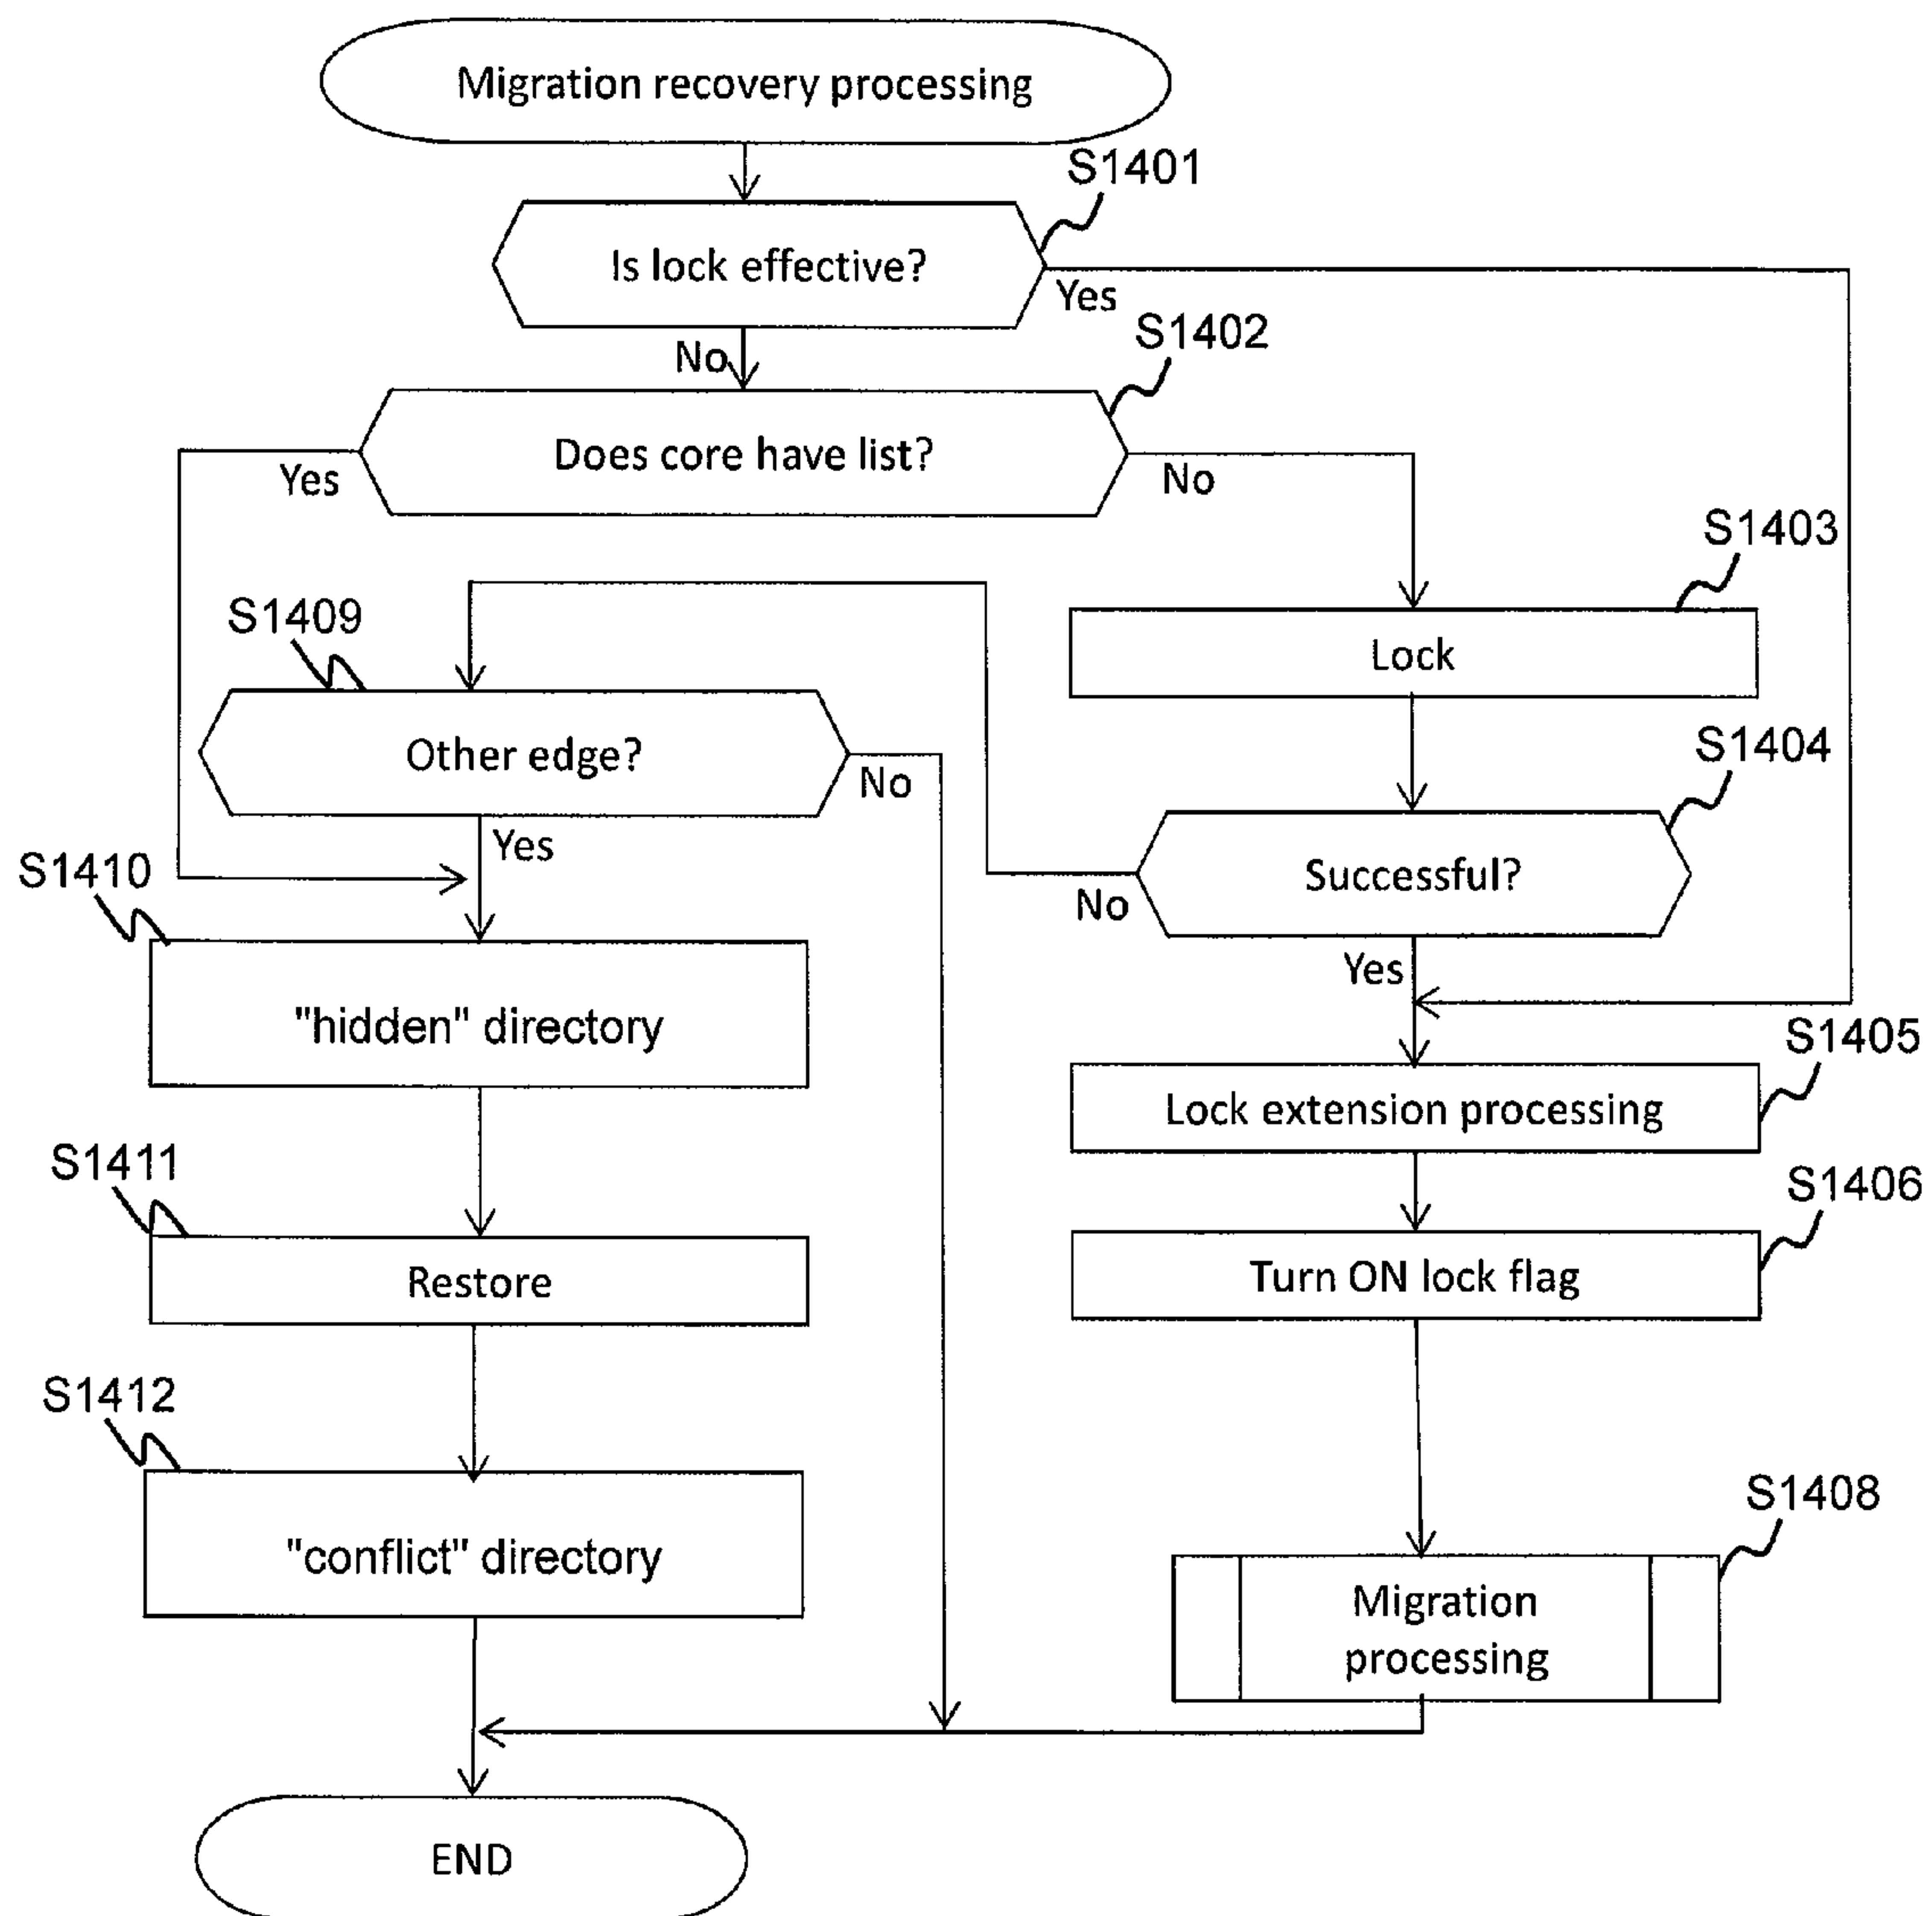 Migration recovery processing
S1401
Is lock effective?
Yes
No
S1402
Does core have list?
Yes
No
S1403
Lock
S1409
Other edge?
No
Yes
S1404
Successful?
No
Yes
S1410
"hidden" directory
S1405
Lock extension processing
S1411
Restore
S1406
Turn ON lock flag
S1412
"conflict" directory
S1408
Migration
processing
END